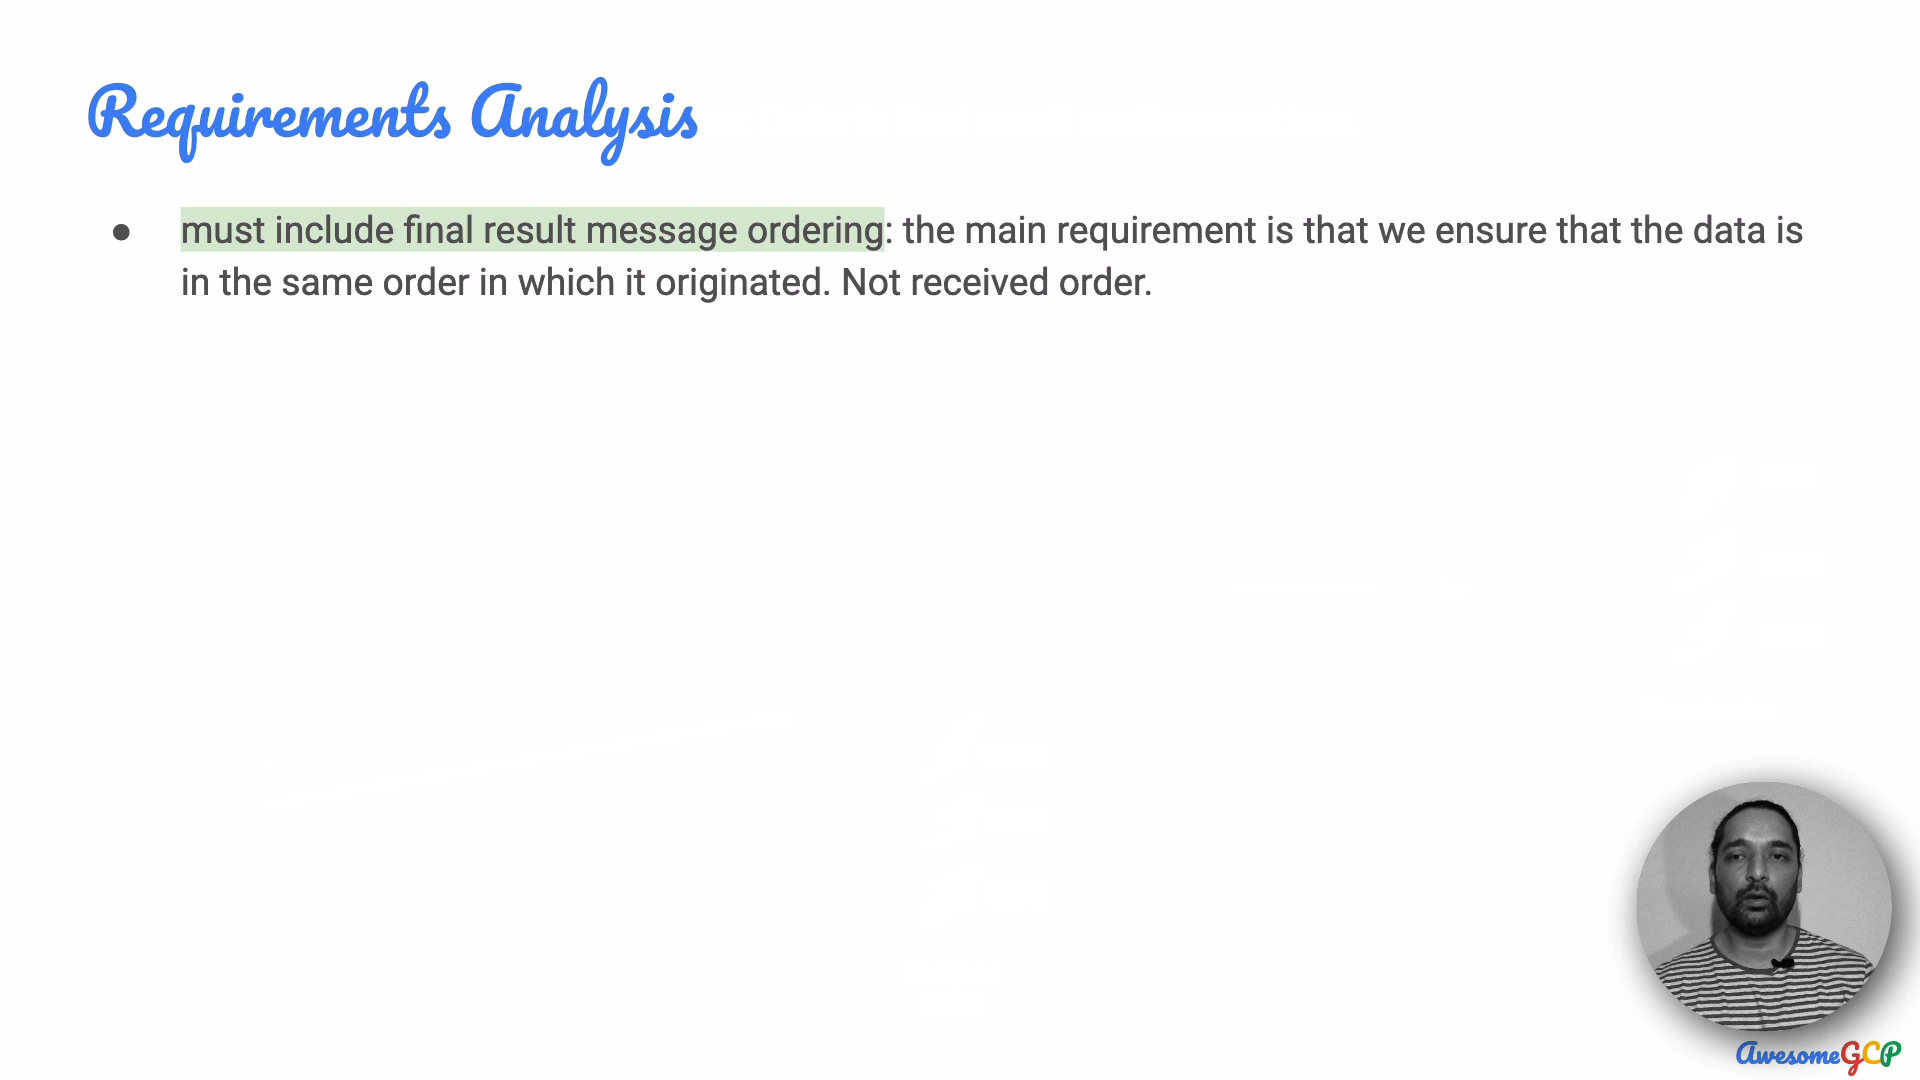 Requirements Analysis
● must include final result message ordering: the main requirement is that we ensure that the data is
in the same order in which it originated. Not received order.
AwesomeGCP